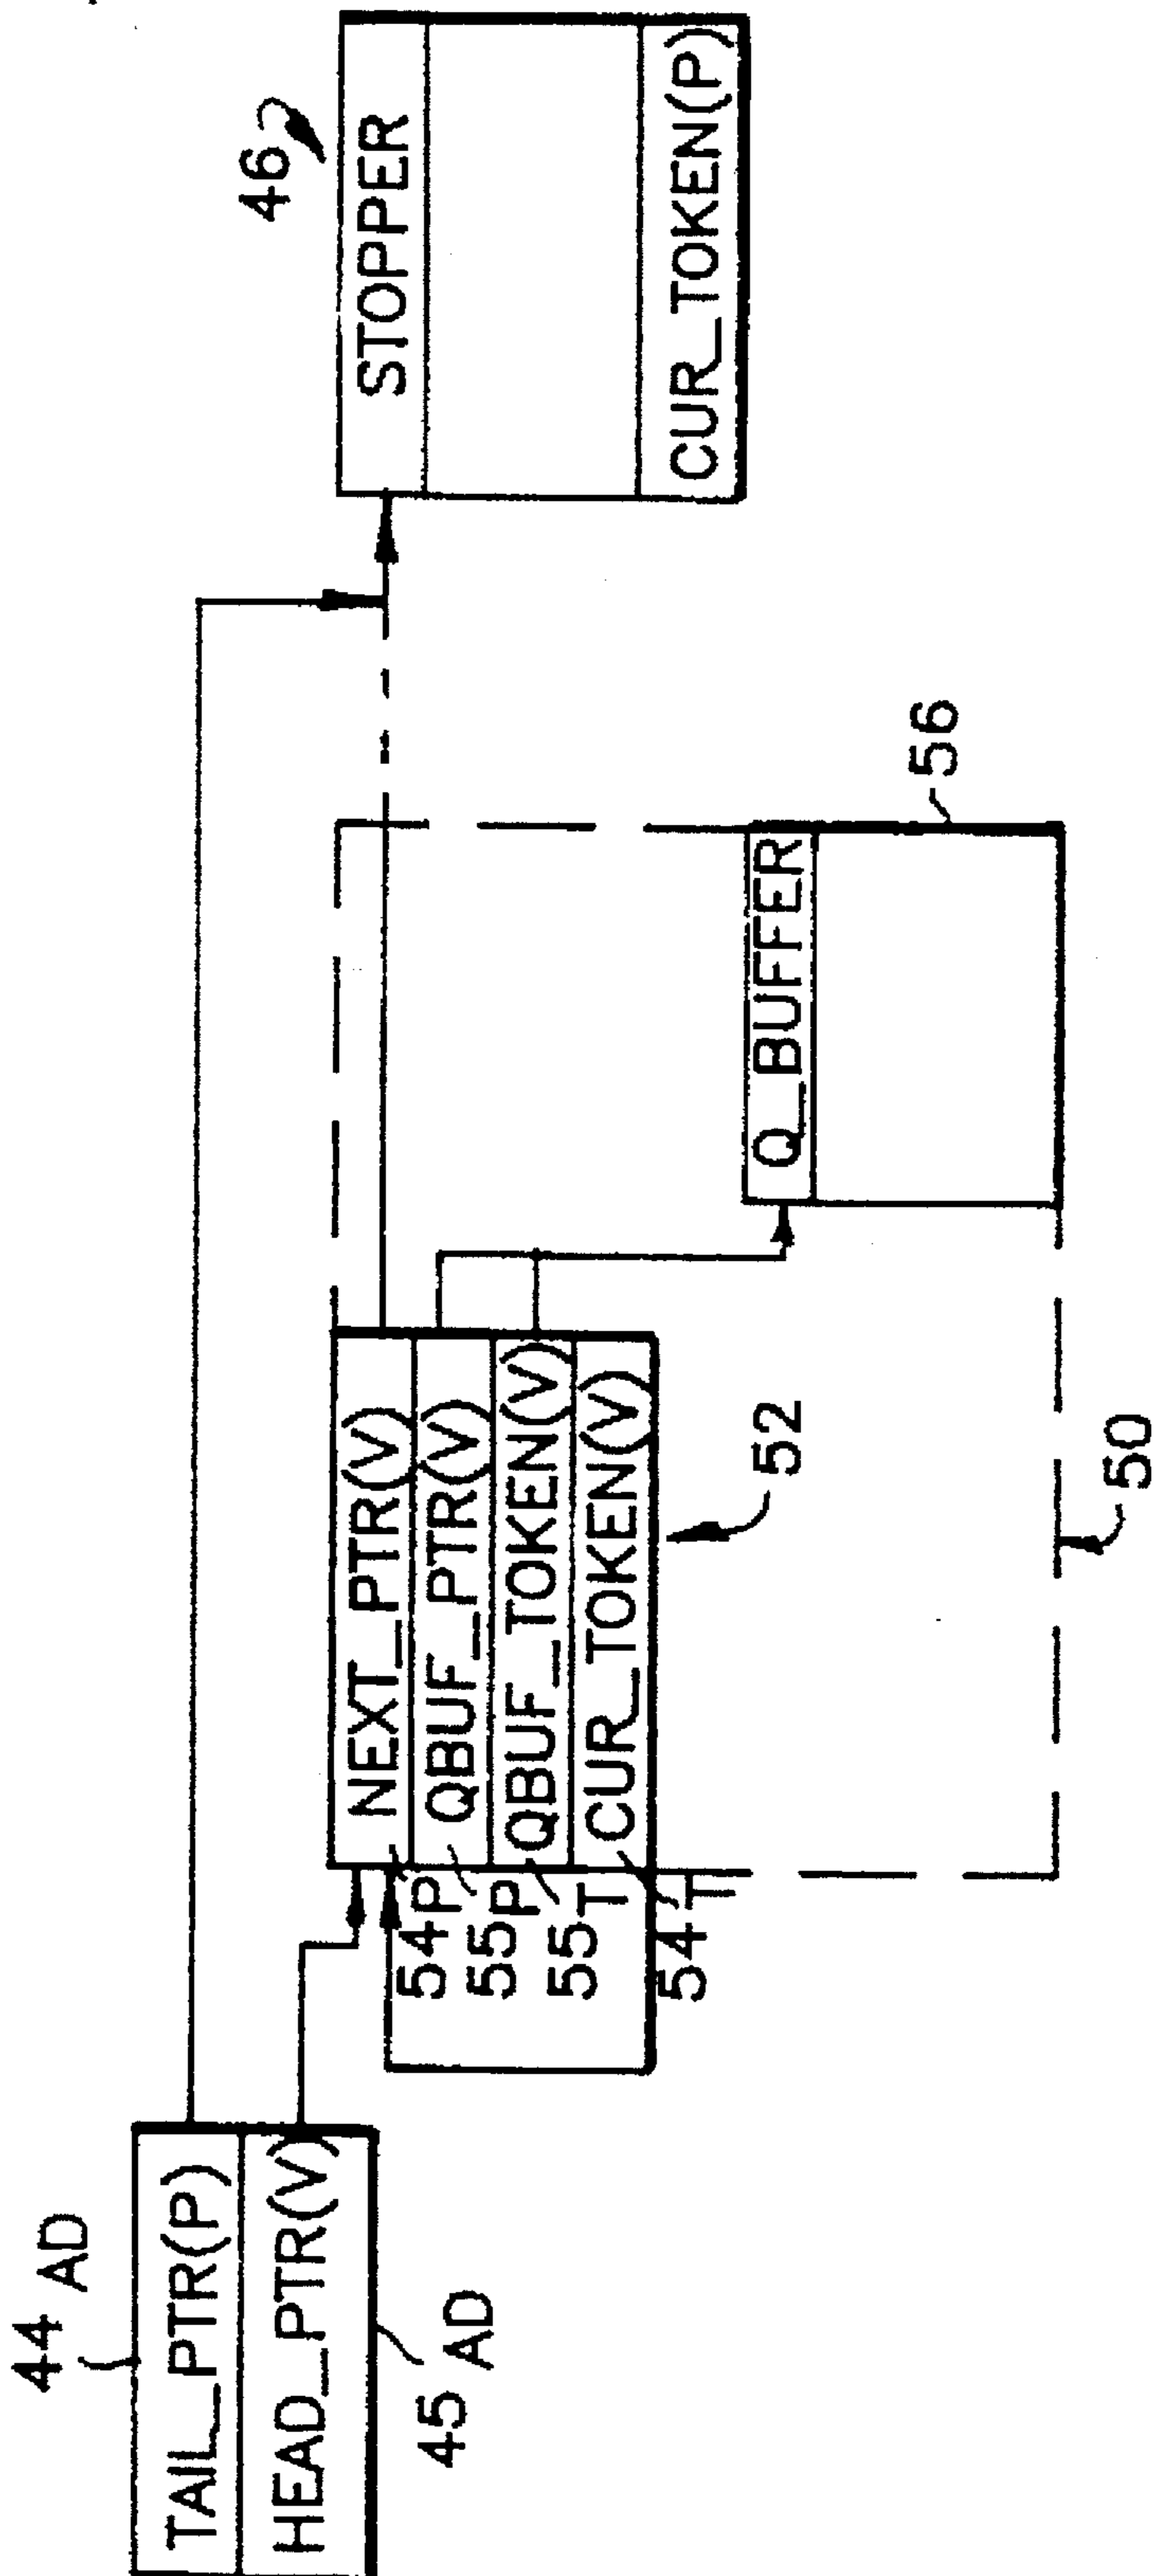 44 AD
TAIL_PTR(P)
HEAD_PTR(V)
45 AD
NEXT_PTR(V)
QBUF_PTR(V)
QBUF_TOKEN(V)
CUR_TOKEN(V)
54P
55P
55T
54T
52
50
Q_BUFFER
56
46
STOPPER
CUR_TOKEN(P)